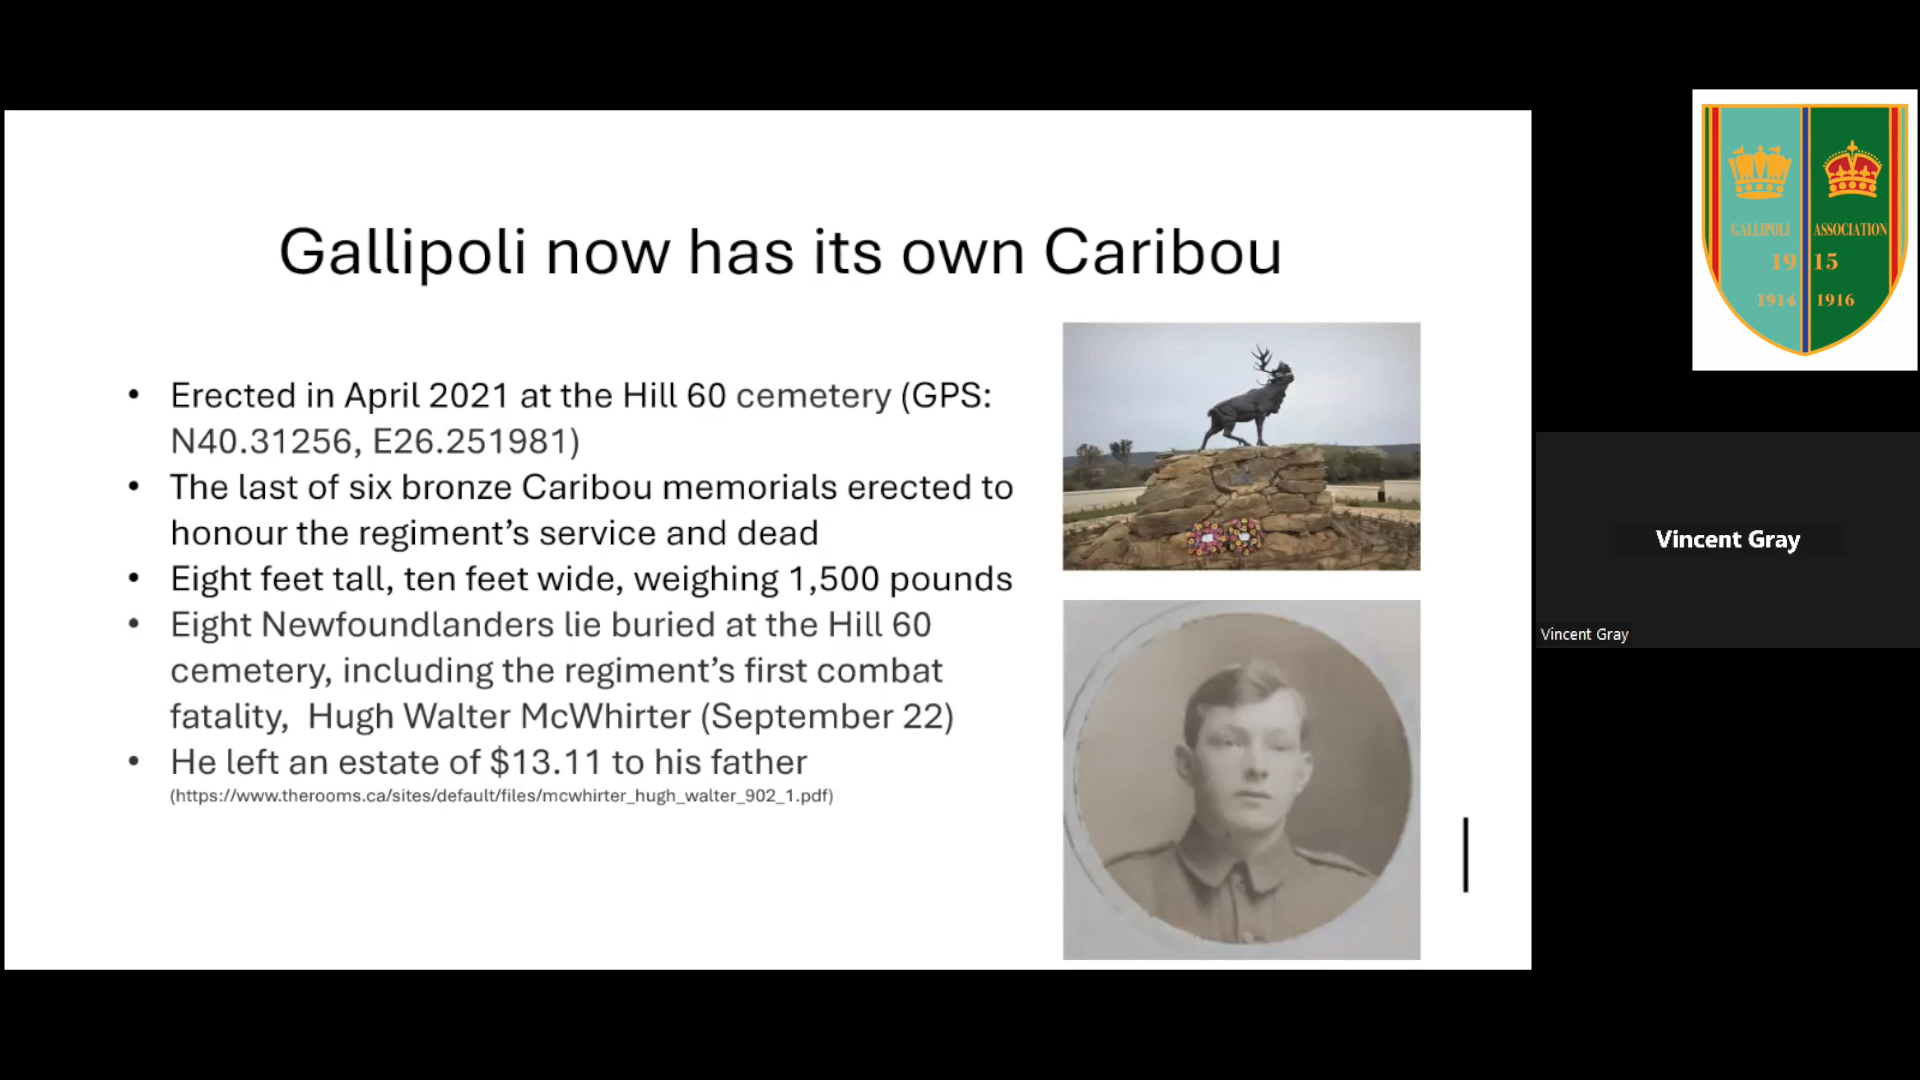 Gallipoli now has its own Caribou
• Erected in April 2021 at the Hill 60 cemetery (GPS:
N40.31256, E26.251981)
• The last of six bronze Caribou memorials erected to
honour the regiment’s service and dead
• Eight feet tall, ten feet wide, weighing 1,500 pounds
• Eight Newfoundlanders lie buried at the Hill 60
cemetery, including the regiment’s first combat
fatality,  Hugh Walter McWhirter (September 22)
• He left an estate of $13.11 to his father
(https://www.therooms.ca/sites/default/files/mcwhirter_hugh_walter_902_1.pdf)
GALLIPOLI ASSOCIATION
19 15
1914 1916
Vincent Gray
Vincent Gray